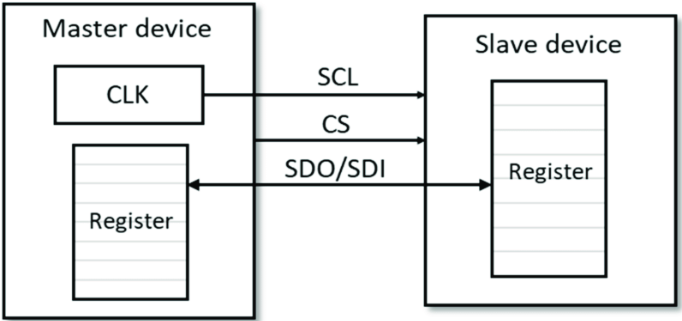 Master device
CLK
Register
SCL
CS
SDO/SDI
Slave device
Register